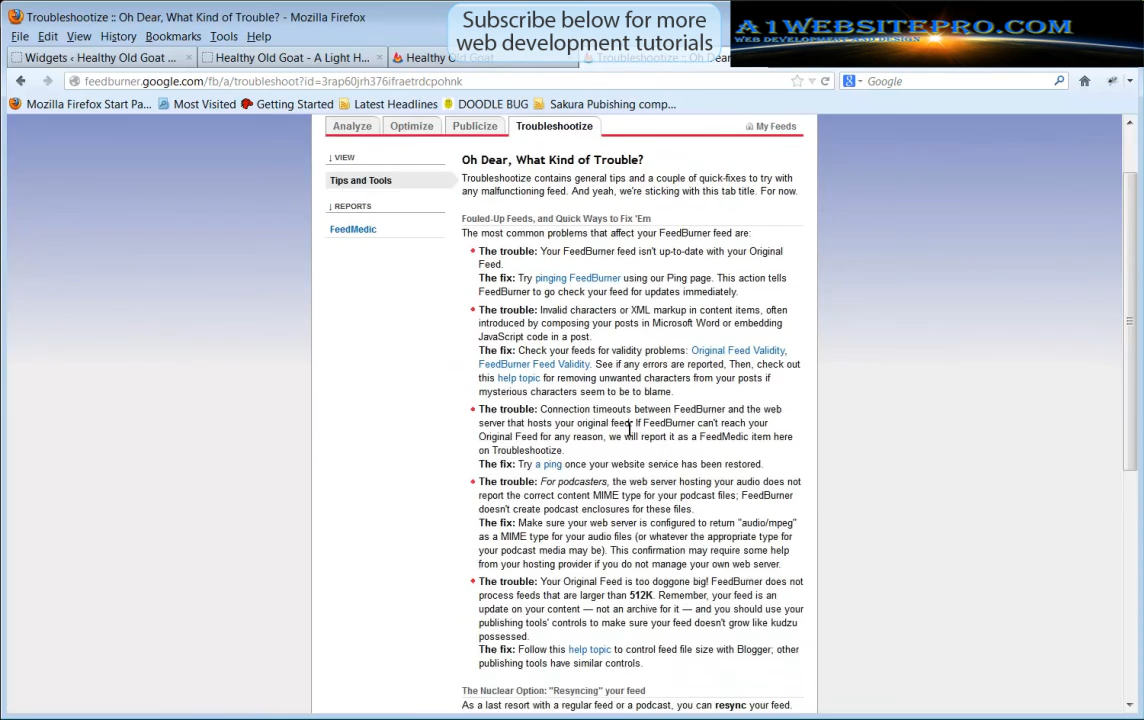 Troubleshootize :: Oh Dear, What Kind of Trouble? - Mozilla Firefox
Subscribe below for more
web development tutorials
A1WEBSITEPRO.COM
WEB DEVELOPMENT AND DESIGN
File Edit View History Bookmarks Tools Help
Widgets ‹ Healthy Old Goat ... × Healthy Old Goat - A Light H... × Healthy Old Goat Troubleshootize :: Oh Dear,
feedburner.google.com/fb/a/troubleshoot?id=3rap60jrh376ifraetrdcpohnk
Google
Mozilla Firefox Start Pa... Most Visited Getting Started Latest Headlines DOODLE BUG Sakura Pubishing comp...
Analyze Optimize Publicize Troubleshootize My Feeds
↓ VIEW
Tips and Tools
↓ REPORTS
FeedMedic
Oh Dear, What Kind of Trouble?
Troubleshootize contains general tips and a couple of quick-fixes to try with
any malfunctioning feed. And yeah, we're sticking with this tab title. For now.
Fouled-Up Feeds, and Quick Ways to Fix 'Em
The most common problems that affect your FeedBurner feed are:
The trouble: Your FeedBurner feed isn't up-to-date with your Original
Feed.
The fix: Try pinging FeedBurner using our Ping page. This action tells
FeedBurner to go check your feed for updates immediately.
The trouble: Invalid characters or XML markup in content items, often
introduced by composing your posts in Microsoft Word or embedding
JavaScript code in a post.
The fix: Check your feeds for validity problems: Original Feed Validity,
FeedBurner Feed Validity. See if any errors are reported, Then, check out
this help topic for removing unwanted characters from your posts if
mysterious characters seem to be to blame.
The trouble: Connection timeouts between FeedBurner and the web
server that hosts your original feed. If FeedBurner can't reach your
Original Feed for any reason, we will report it as a FeedMedic item here
on Troubleshootize.
The fix: Try a ping once your website service has been restored.
The trouble: For podcasters, the web server hosting your audio does not
report the correct content MIME type for your podcast files; FeedBurner
doesn't create podcast enclosures for these files.
The fix: Make sure your web server is configured to return "audio/mpeg"
as a MIME type for your audio files (or whatever the appropriate type for
your podcast media may be). This confirmation may require some help
from your hosting provider if you do not manage your own web server.
The trouble: Your Original Feed is too doggone big! FeedBurner does not
process feeds that are larger than 512K. Remember, your feed is an
update on your content — not an archive for it — and you should use your
publishing tools' controls to make sure your feed doesn't grow like kudzu
possessed.
The fix: Follow this help topic to control feed file size with Blogger; other
publishing tools have similar controls.
The Nuclear Option: "Resyncing" your feed
As a last resort with a regular feed or a podcast, you can resync your feed.